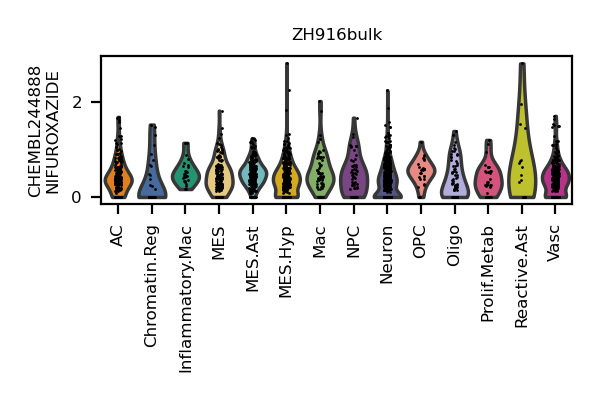 ZH916bulk
CHEMBL244888
NIFUROXAZIDE
2
0
AC
Chromatin.Reg
Inflammatory.Mac
MES
MES.Ast
MES.Hyp
Mac
NPC
Neuron
OPC
Oligo
Prolif.Metab
Reactive.Ast
Vasc